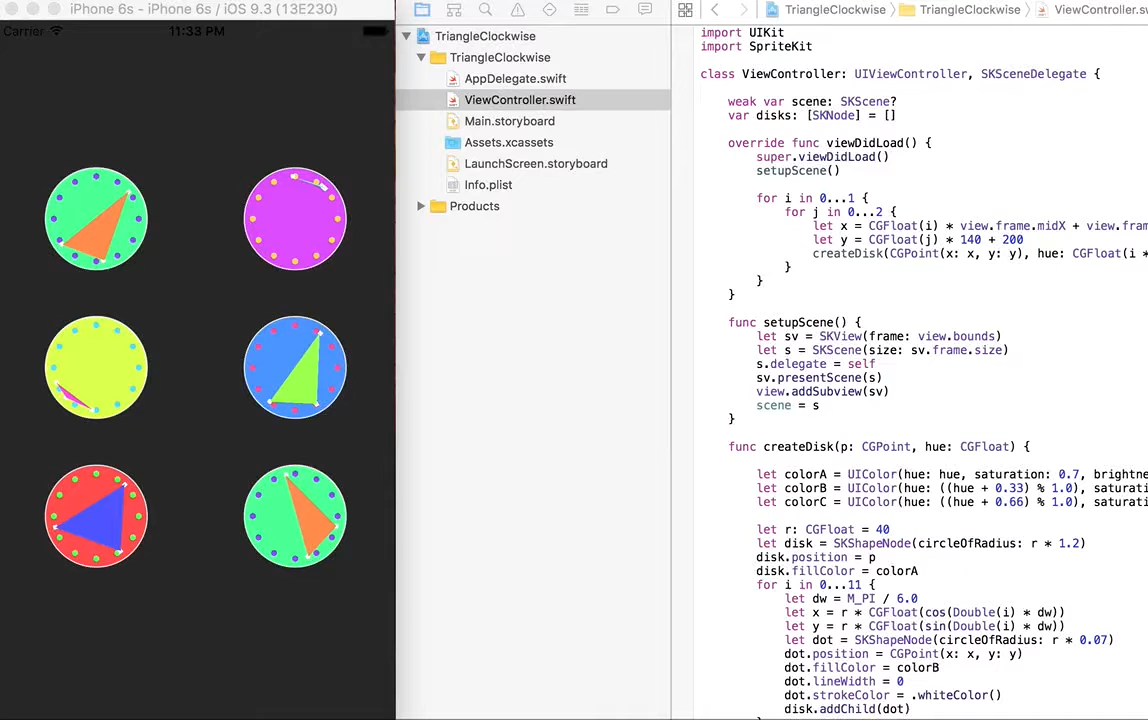 iPhone 6s - iPhone 6s / iOS 9.3 (13E230)
Carrier
11:33 PM
TriangleClockwise
TriangleClockwise
AppDelegate.swift
ViewController.swift
Main.storyboard
Assets.xcassets
LaunchScreen.storyboard
Info.plist
Products
TriangleClockwise
TriangleClockwise
ViewController.sw
import UIKit
import SpriteKit
class ViewController: UIViewController, SKSceneDelegate {
weak var scene: SKScene?
var disks: [SKNode] = []
override func viewDidLoad() {
super.viewDidLoad()
setupScene()
for i in 0...1 {
for j in 0...2 {
let x = CGFloat(i) * view.frame.midX + view.fram
let y = CGFloat(j) * 140 + 200
createDisk(CGPoint(x: x, y: y), hue: CGFloat(i *
}
}
}
func setupScene() {
let sv = SKView(frame: view.bounds)
let s = SKScene(size: sv.frame.size)
s.delegate = self
sv.presentScene(s)
view.addSubview(sv)
scene = s
}
func createDisk(p: CGPoint, hue: CGFloat) {
let colorA = UIColor(hue: hue, saturation: 0.7, brightne
let colorB = UIColor(hue: ((hue + 0.33) % 1.0), saturati
let colorC = UIColor(hue: ((hue + 0.66) % 1.0), saturati
let r: CGFloat = 40
let disk = SKShapeNode(circleOfRadius: r * 1.2)
disk.position = p
disk.fillColor = colorA
for i in 0...11 {
let dw = M_PI / 6.0
let x = r * CGFloat(cos(Double(i) * dw))
let y = r * CGFloat(sin(Double(i) * dw))
let dot = SKShapeNode(circleOfRadius: r * 0.07)
dot.position = CGPoint(x: x, y: y)
dot.fillColor = colorB
dot.lineWidth = 0
dot.strokeColor = .whiteColor()
disk.addChild(dot)